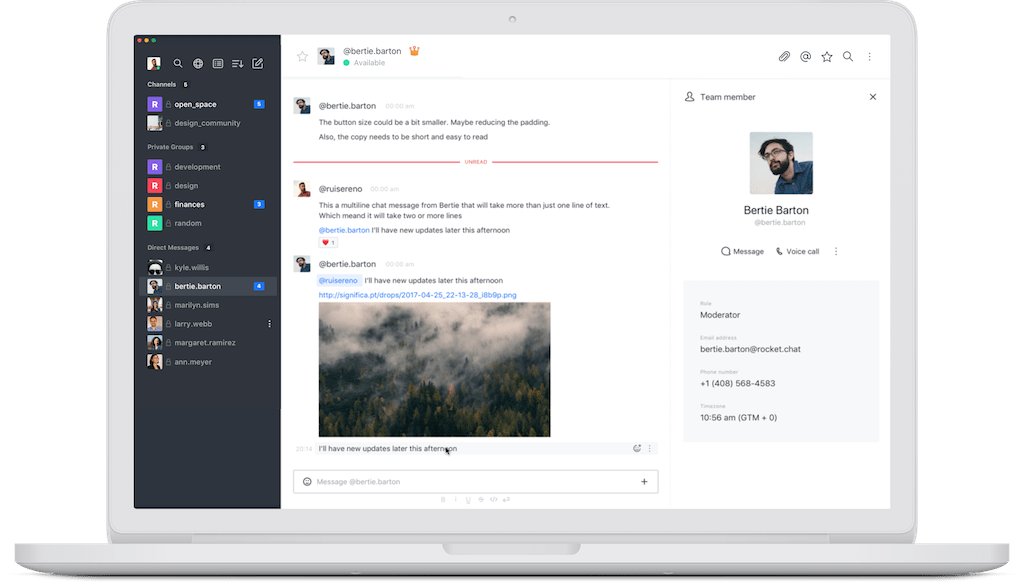 Channels 5
R open_space 5
design_community
Private Groups 3
R development
R design
R finances 3
R random
Direct Messages 4
kyle.willis
bertie.barton 4
marilyn.sims
larry.webb
margaret.ramirez
ann.meyer
@bertie.barton
Available
@bertie.barton 00:00 am
The button size could be a bit smaller. Maybe reducing the padding.
Also, the copy needs to be short and easy to read
UNREAD
@ruisereno 00:00 am
This a multiline chat message from Bertie that will take more than just one line of text.
Which meand it will take two or more lines
@bertie.barton I'll have new updates later this afternoon
1
@bertie.barton 00:00 am
@ruisereno I'll have new updates later this afternoon
http://significa.pt/drops/2017-04-25_22-13-28_i8b9p.png
20:14 I'll have new updates later this afternoon
Message @bertie.barton
B I U S
Team member
Bertie Barton
@bertie.barton
Message Voice call
Role
Moderator
Email address
bertie.barton@rocket.chat
Phone number
+1 (408) 568-4583
Timezone
10:56 am (GTM + 0)